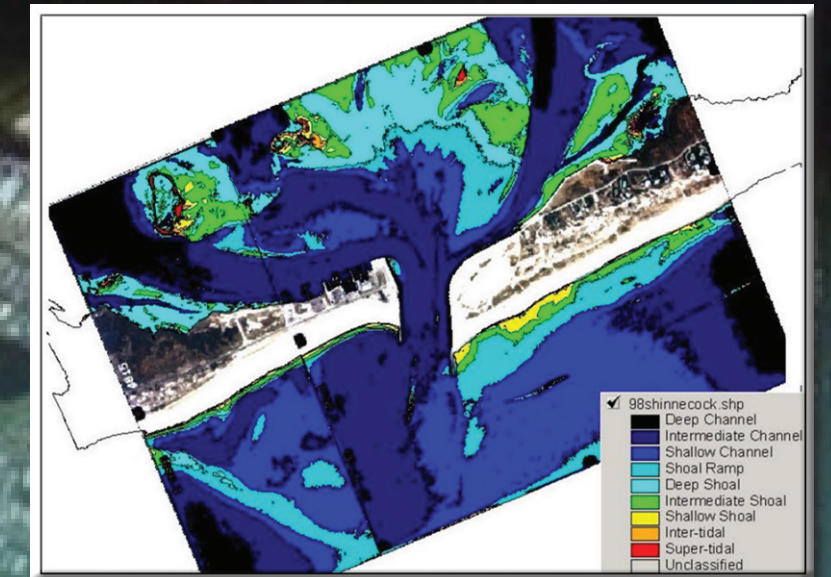 98shinnecock.shp
Deep Channel
Intermediate Channel
Shallow Channel
Shoal Ramp
Deep Shoal
Intermediate Shoal
Shallow Shoal
Inter-tidal
Super-tidal
Unclassified